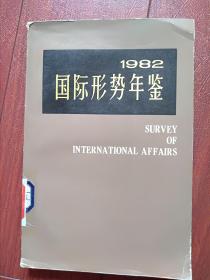 1982
国际形势年鉴
SURVEY
OF
INTERNATIONAL AFFAIRS